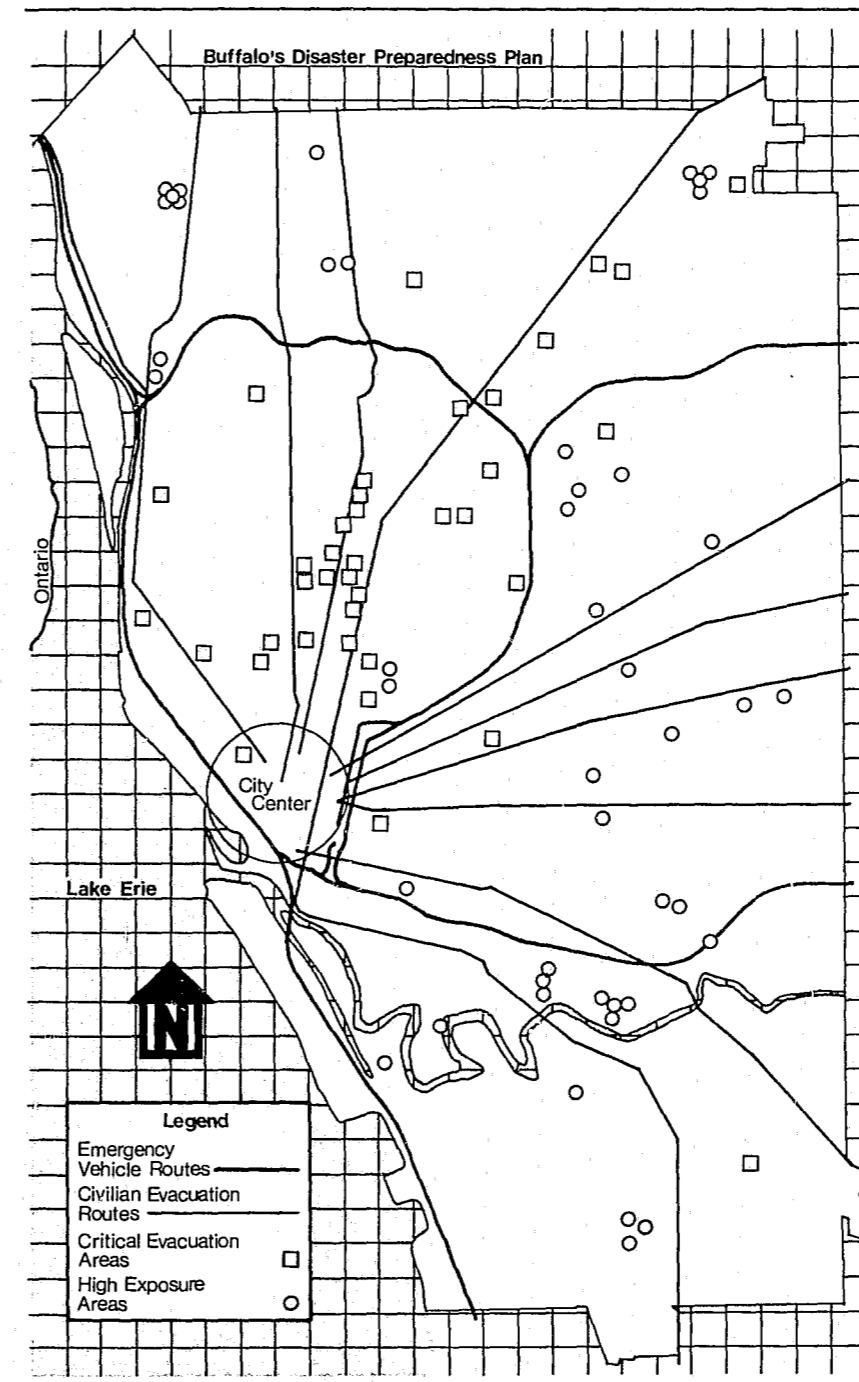 Buffalo's Disaster Preparedness Plan
Ontario
City
Center
Lake Erie
N
Legend
Emergency
Vehicle Routes
Civilian Evacuation
Routes
Critical Evacuation
Areas
High Exposure
Areas